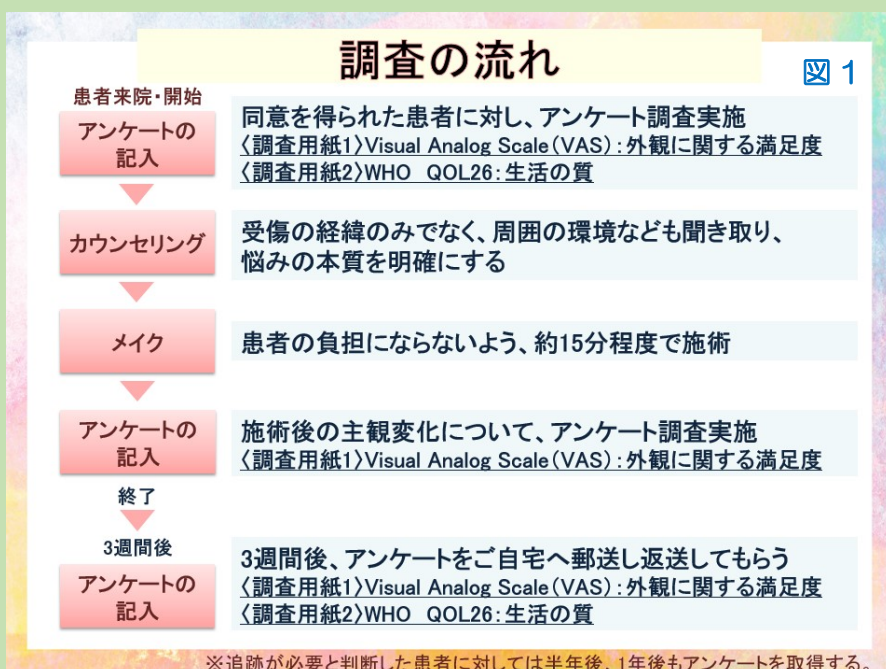 調査の流れ
図1
患者来院・開始
アンケートの
記入
同意を得られた患者に対し、アンケート調査実施
〈調査用紙1〉Visual Analog Scale(VAS):外観に関する満足度
〈調査用紙2〉WHO QOL26:生活の質
カウンセリング
受傷の経緯のみでなく、周囲の環境なども聞き取り、
悩みの本質を明確にする
メイク
患者の負担にならないよう、約15分程度で施術
アンケートの
記入
施術後の主観変化について、アンケート調査実施
〈調査用紙1〉Visual Analog Scale(VAS):外観に関する満足度
終了
3週間後
アンケートの
記入
3週間後、アンケートをご自宅へ郵送し返送してもらう
〈調査用紙1〉Visual Analog Scale(VAS):外観に関する満足度
〈調査用紙2〉WHO QOL26:生活の質
※追跡が必要と判断した患者に対しては半年後、1年後もアンケートを取得する。